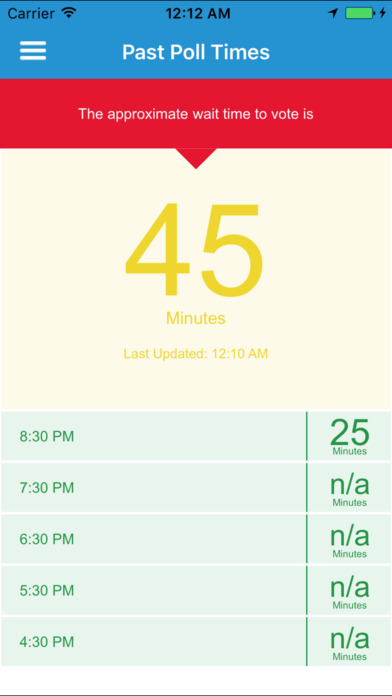 Carrier 12:12 AM
Past Poll Times
The approximate wait time to vote is
45
Minutes
Last Updated: 12:10 AM
8:30 PM 25
Minutes
7:30 PM n/a
Minutes
6:30 PM n/a
Minutes
5:30 PM n/a
Minutes
4:30 PM n/a
Minutes